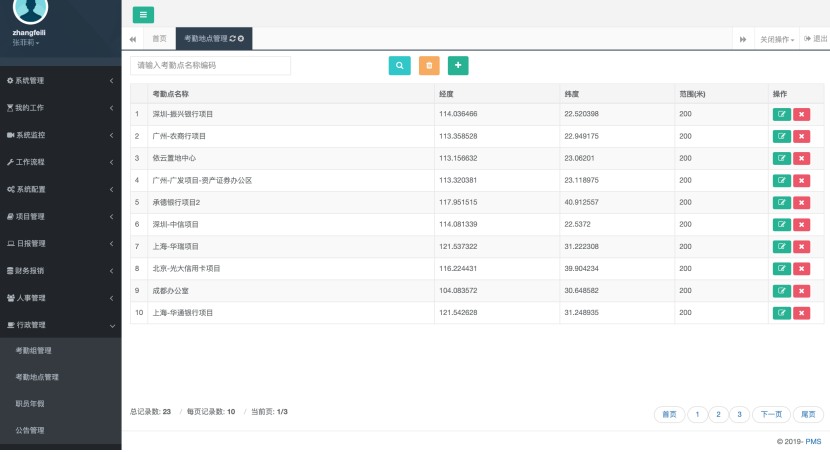 zhangfeili
张菲莉
系统管理
我的工作
系统监控
工作流程
系统配置
项目管理
日报管理
财务报销
人事管理
行政管理
考勤组管理
考勤地点管理
职员年假
公告管理
首页 考勤地点管理 关闭操作 退出
请输入考勤点名称编码
考勤点名称 经度 纬度 范围(米) 操作
1 深圳-振兴银行项目 114.036466 22.520398 200
2 广州-农商行项目 113.358528 22.949175 200
3 依云置地中心 113.156632 23.06201 200
4 广州-广发项目-资产证券办公区 113.320381 23.118975 200
5 承德银行项目2 117.951515 40.912557 200
6 深圳-中信项目 114.081339 22.5372 200
7 上海-华瑞项目 121.537322 31.222308 200
8 北京-光大信用卡项目 116.224431 39.904234 200
9 成都办公室 104.083572 30.648582 200
10 上海-华通银行项目 121.542628 31.248935 200
总记录数: 23 / 每页记录数: 10 / 当前页: 1/3
首页 1 2 3 下一页 尾页
© 2019- PMS